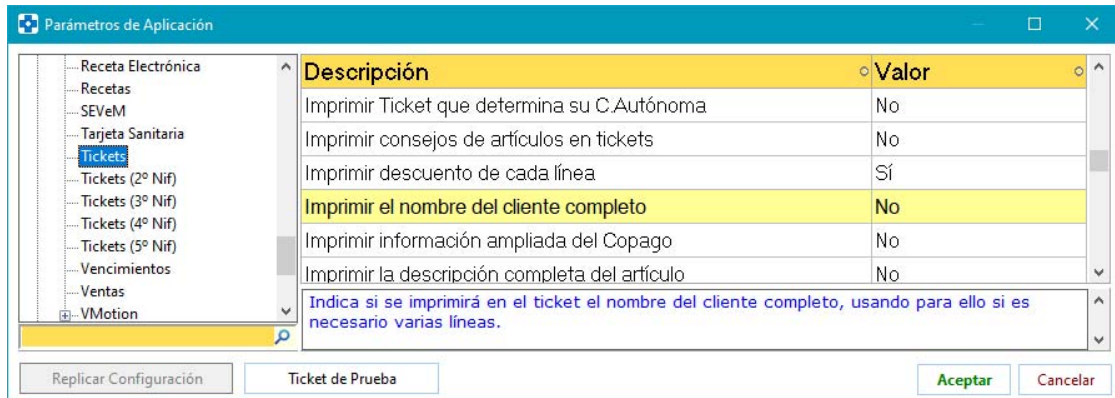 Parámetros de Aplicación
Receta Electrónica
Recetas
SEVeM
Tarjeta Sanitaria
Tickets
Tickets (2º Nif)
Tickets (3º Nif)
Tickets (4º Nif)
Tickets (5º Nif)
Vencimientos
Ventas
VMotion
Descripción Valor
Imprimir Ticket que determina su C.Autónoma No
Imprimir consejos de artículos en tickets No
Imprimir descuento de cada línea Sí
Imprimir el nombre del cliente completo No
Imprimir información ampliada del Copago No
Imprimir la descripción completa del artículo No
Indica si se imprimirá en el ticket el nombre del cliente completo, usando para ello si es
necesario varias líneas.
Replicar Configuración Ticket de Prueba Aceptar Cancelar